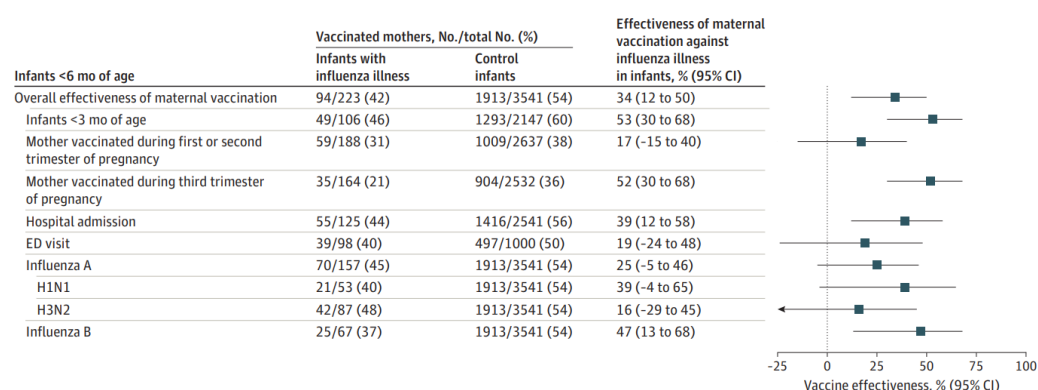 Vaccinated mothers, No./total No. (%)
Effectiveness of maternal
vaccination against
influenza illness
in infants, % (95% CI)
Infants <6 mo of age
Infants with
influenza illness
Control
infants
Overall effectiveness of maternal vaccination 94/223 (42) 1913/3541 (54) 34 (12 to 50)
Infants <3 mo of age 49/106 (46) 1293/2147 (60) 53 (30 to 68)
Mother vaccinated during first or second 59/188 (31) 1009/2637 (38) 17 (-15 to 40)
trimester of pregnancy
Mother vaccinated during third trimester 35/164 (21) 904/2532 (36) 52 (30 to 68)
of pregnancy
Hospital admission 55/125 (44) 1416/2541 (56) 39 (12 to 58)
ED visit 39/98 (40) 497/1000 (50) 19 (-24 to 48)
Influenza A 70/157 (45) 1913/3541 (54) 25 (-5 to 46)
H1N1 21/53 (40) 1913/3541 (54) 39 (-4 to 65)
H3N2 42/87 (48) 1913/3541 (54) 16 (-29 to 45)
Influenza B 25/67 (37) 1913/3541 (54) 47 (13 to 68)
-25 0 25 50 75 100
Vaccine effectiveness, % (95% CI)